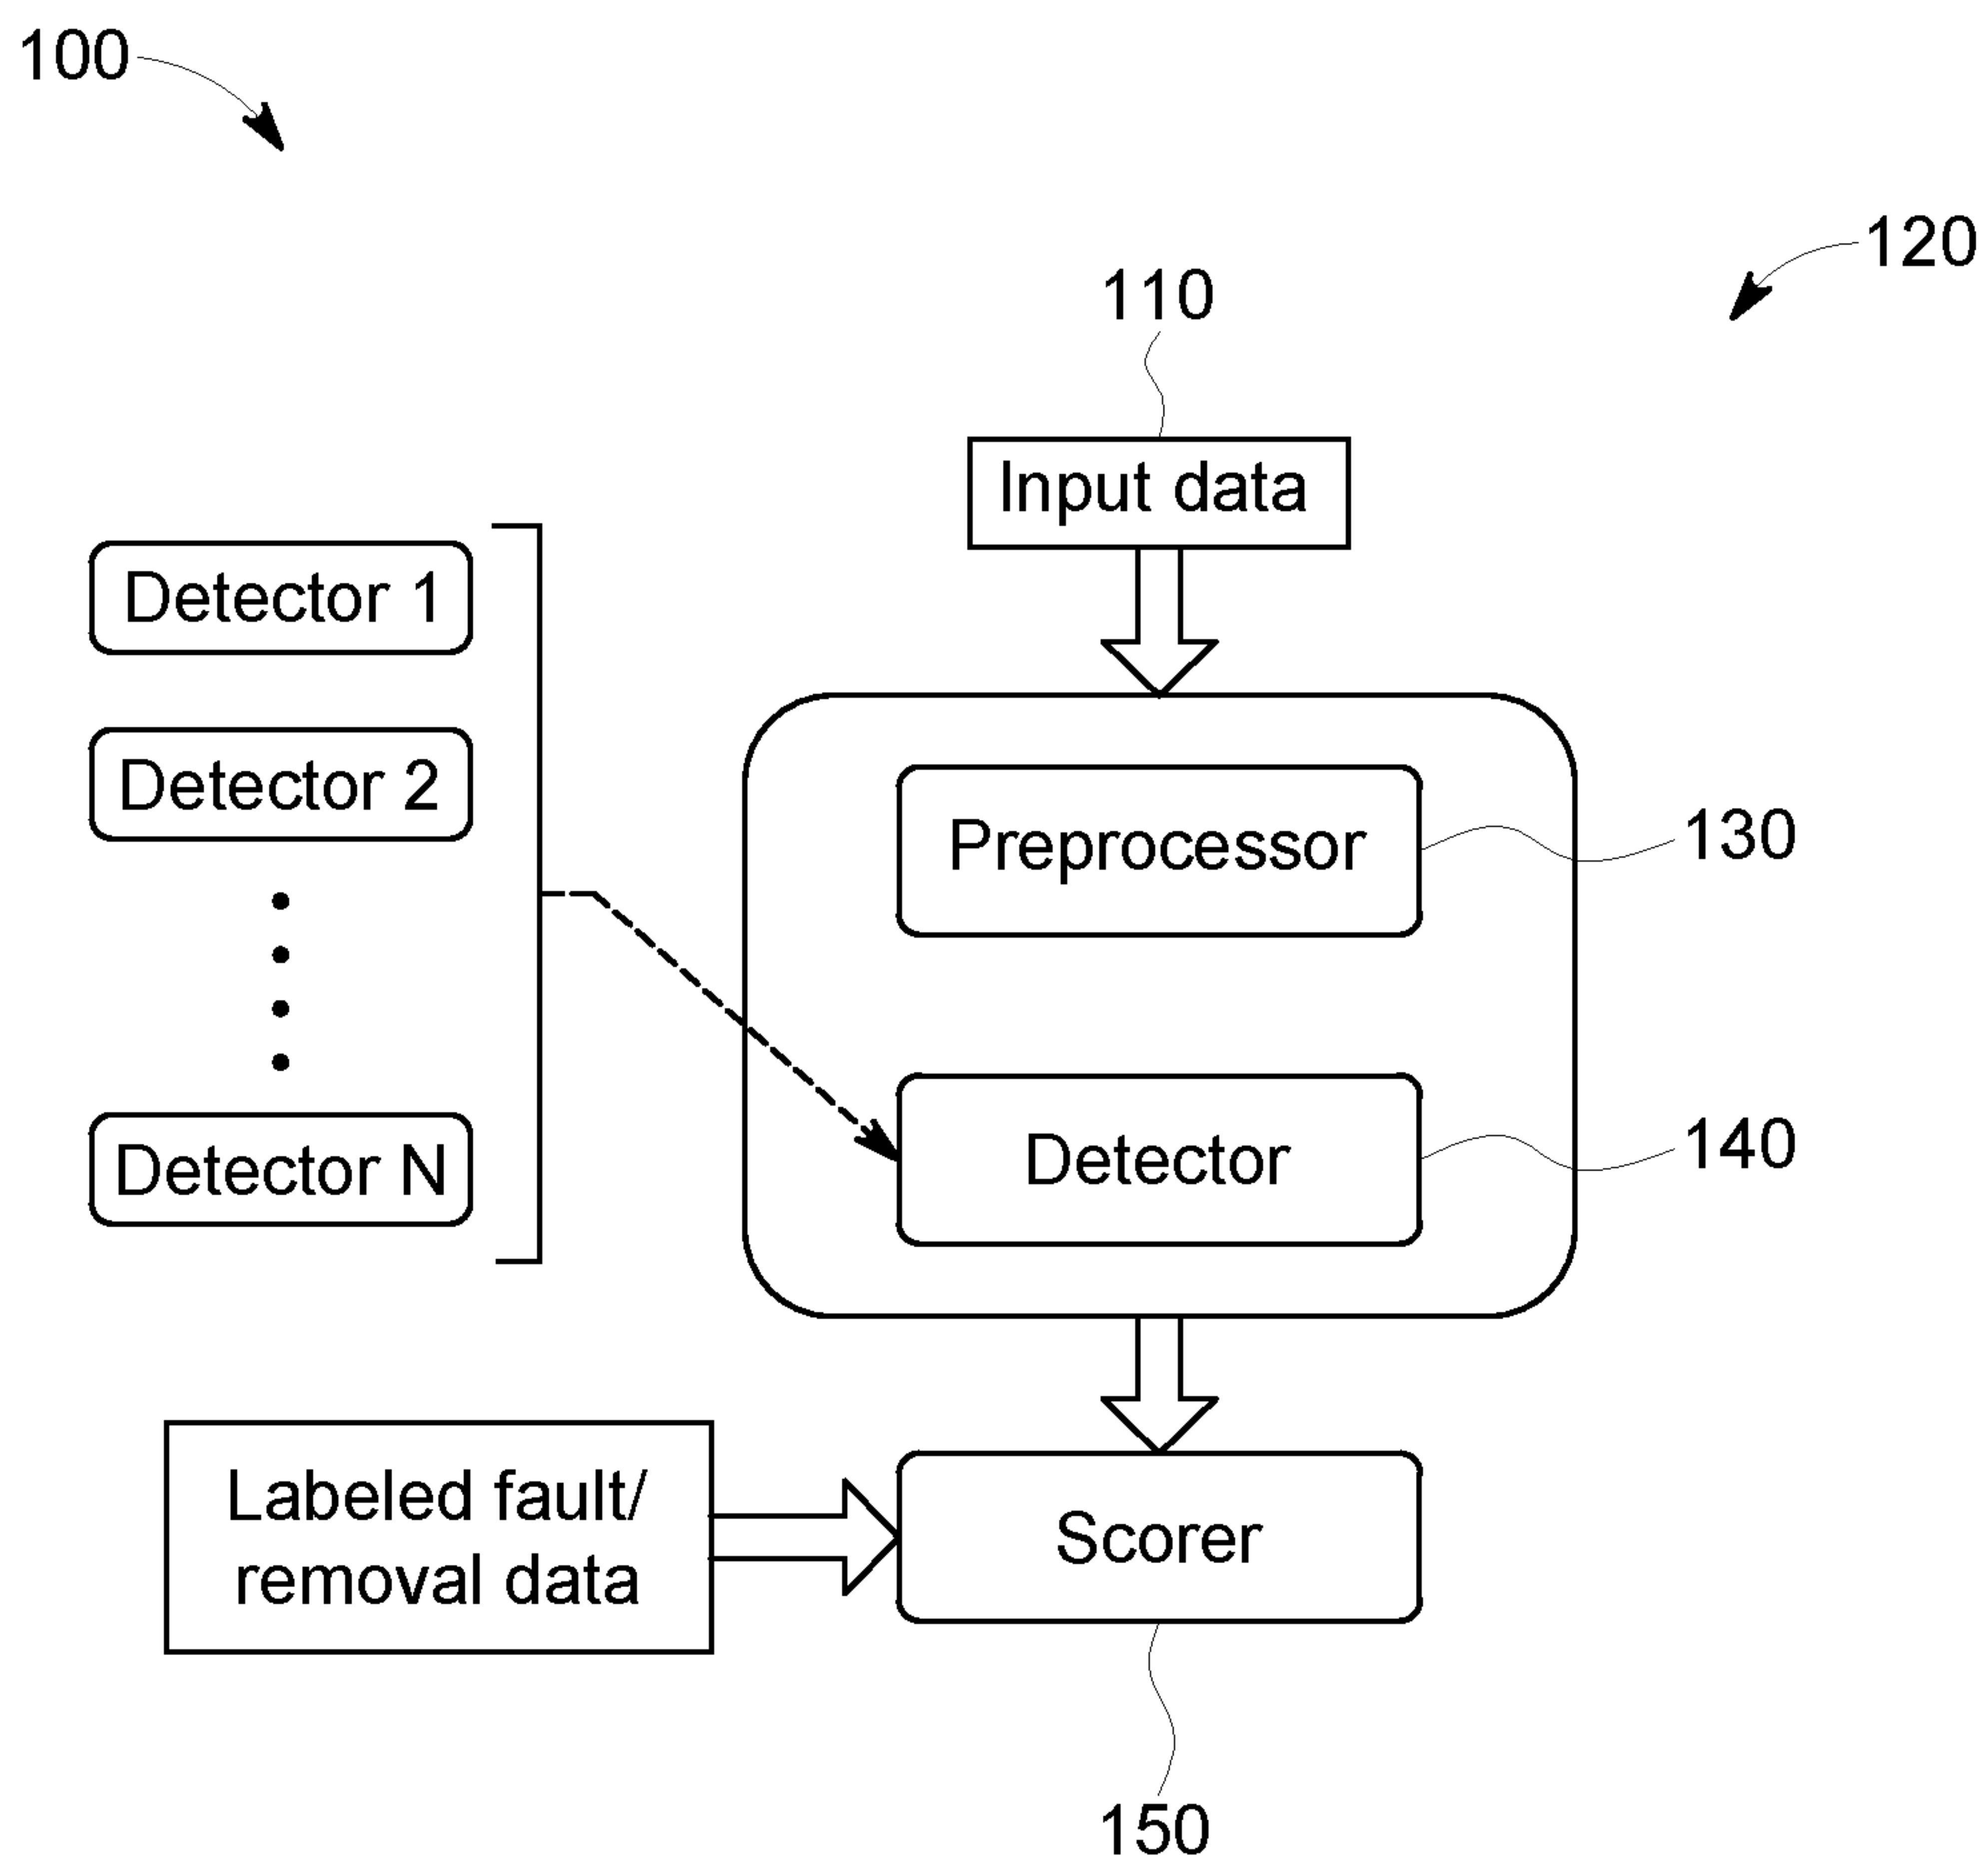 100
120
110
Input data
Detector 1
Detector 2
Preprocessor
130
Detector N
Detector
140
Labeled fault/
removal data
Scorer
150